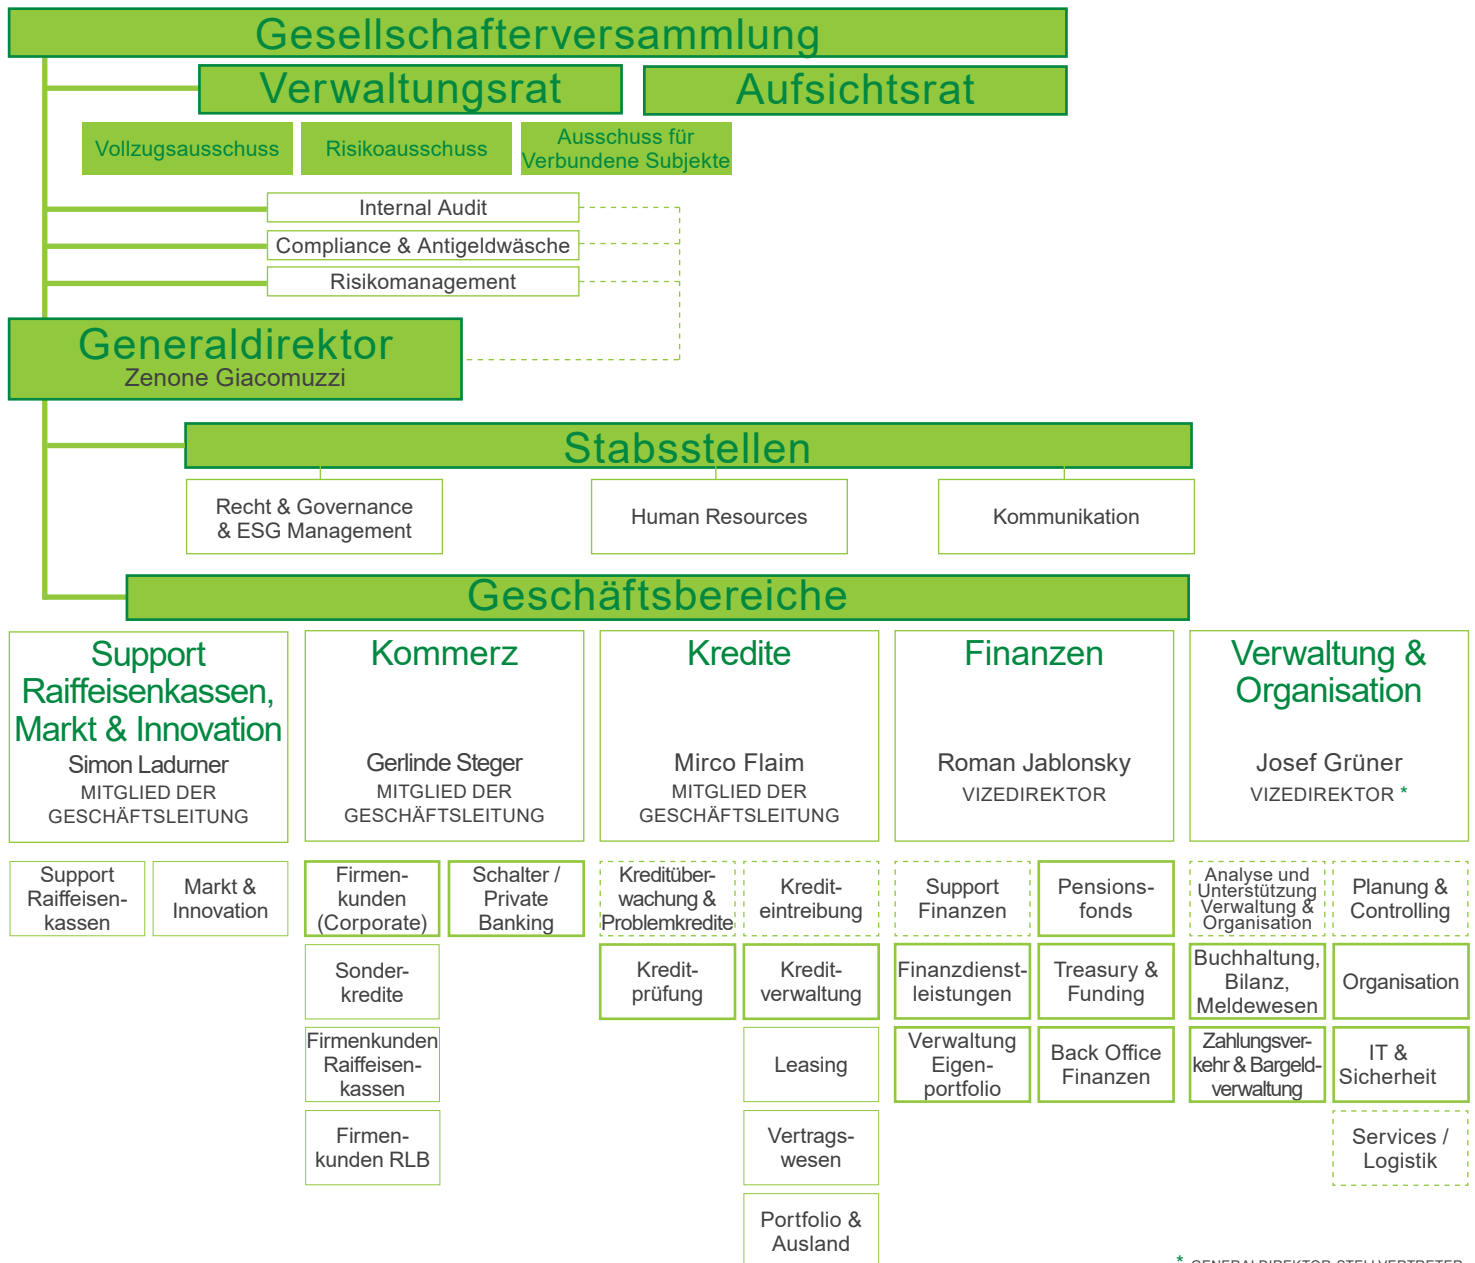 Gesellschafterversammlung
Verwaltungsrat
Aufsichtsrat
Vollzugsausschuss
Risikoausschuss
Ausschuss für
Verbundene Subjekte
Internal Audit
Compliance & Antigeldwäsche
Risikomanagement
Generaldirektor
Zenone Giacomuzzi
Stabsstellen
Recht & Governance
& ESG Management
Human Resources
Kommunikation
Geschäftsbereiche
Support
Raiffeisenkassen,
Markt & Innovation
Simon Ladurner
MITGLIED DER
GESCHÄFTSLEITUNG
Kommerz
Gerlinde Steger
MITGLIED DER
GESCHÄFTSLEITUNG
Kredite
Mirco Flaim
MITGLIED DER
GESCHÄFTSLEITUNG
Finanzen
Roman Jablonsky
VIZEDIREKTOR
Verwaltung &
Organisation
Josef Grüner
VIZEDIREKTOR *
Support
Raiffeisen-
kassen
Markt &
Innovation
Firmen-
kunden
(Corporate)
Schalter /
Private
Banking
Sonder-
kredite
Firmenkunden
Raiffeisen-
kassen
Firmen-
kunden RLB
Kreditüber-
wachung &
Problemkredite
Kredit-
eintreibung
Kredit-
prüfung
Kredit-
verwaltung
Leasing
Vertrags-
wesen
Portfolio &
Ausland
Support
Finanzen
Pensions-
fonds
Finanzdienst-
leistungen
Treasury &
Funding
Verwaltung
Eigen-
portfolio
Back Office
Finanzen
Analyse und
Unterstützung
Verwaltung &
Organisation
Planung &
Controlling
Buchhaltung,
Bilanz,
Meldewesen
Organisation
Zahlungsver-
kehr & Bargeld-
verwaltung
IT &
Sicherheit
Services /
Logistik
* GENERALDIREKTOR-STELLVERTRETER